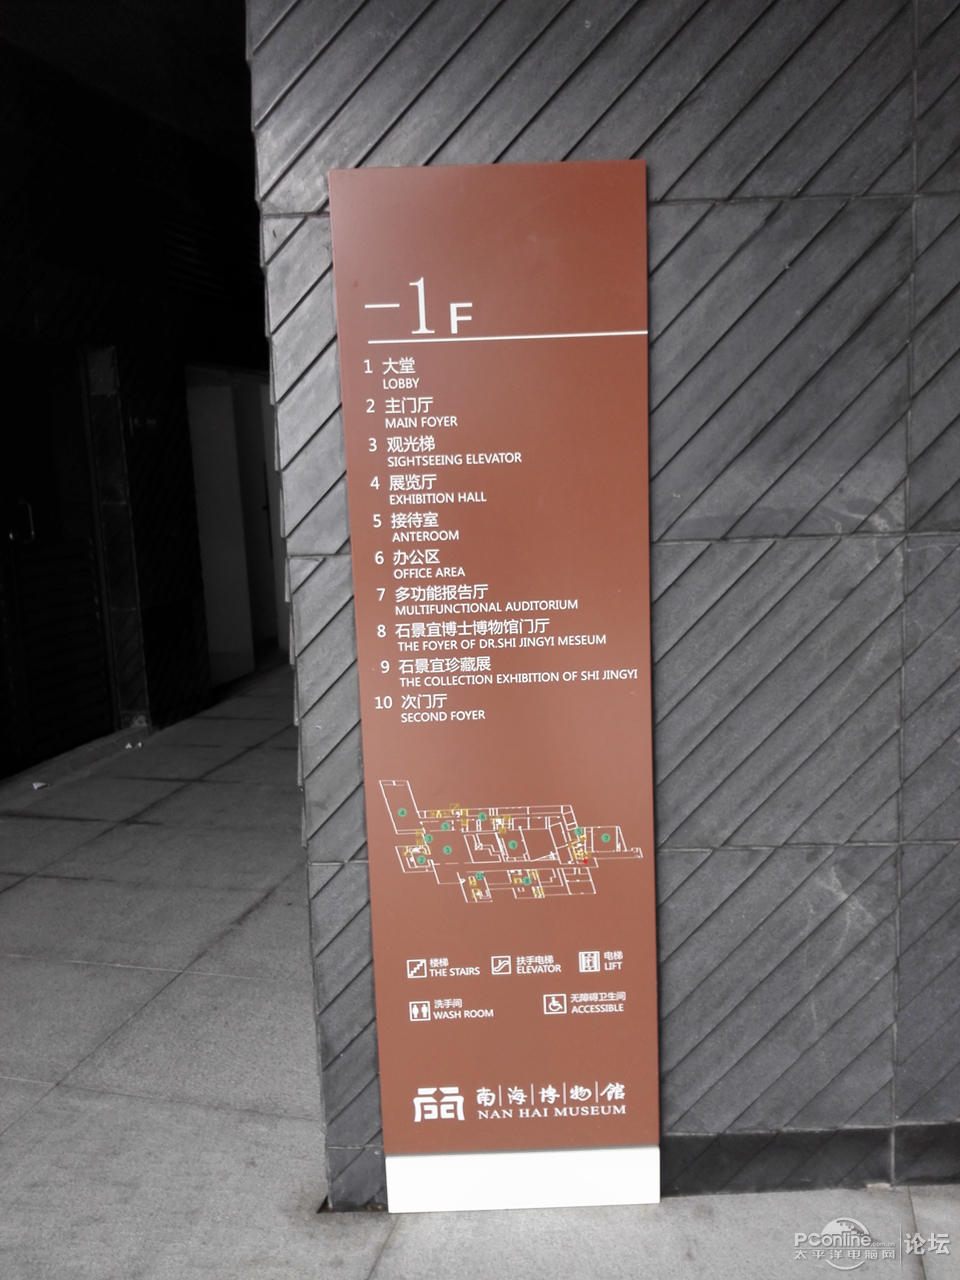 -1F
1 大堂
LOBBY
2 主门厅
MAIN FOYER
3 观光梯
SIGHTSEEING ELEVATOR
4 展览厅
EXHIBITION HALL
5 接待室
ANTEROOM
6 办公区
OFFICE AREA
7 多功能报告厅
MULTIFUNCTIONAL AUDITORIUM
8 石景宜博士博物馆门厅
THE FOYER OF DR.SHI JINGYI MESEUM
9 石景宜珍藏展
THE COLLECTION EXHIBITION OF SHI JINGYI
10 次门厅
SECOND FOYER
楼梯
THE STAIRS
扶手电梯
ELEVATOR
电梯
LIFT
洗手间
WASH ROOM
无障碍卫生间
ACCESSIBLE
南海博物馆
NAN HAI MUSEUM
PConline.com.cn
太平洋电脑网
论坛